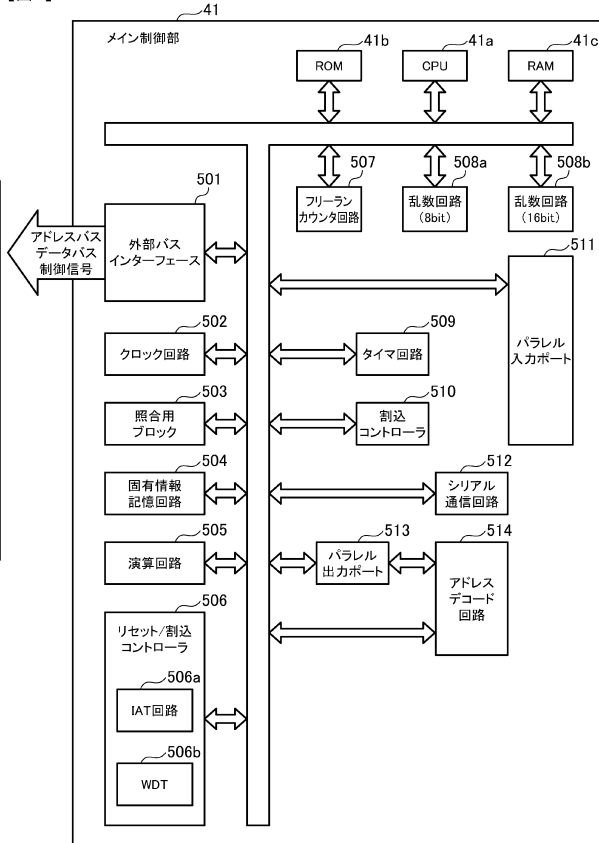 41
メイン制御部
41b
41a
41c
ROM
CPU
RAM
507
508a
508b
フリーラン
カウンタ回路
乱数回路
(8bit)
乱数回路
(16bit)
501
外部バス
インターフェース
アドレスバス
データバス
制御信号
511
パラレル
入力ポート
502
クロック回路
509
タイマ回路
503
照合用
ブロック
510
割込
コントローラ
504
固有情報
記憶回路
512
シリアル
通信回路
505
演算回路
513
パラレル
出力ポート
514
アドレス
デコード
回路
506
リセット/割込
コントローラ
506a
IAT回路
506b
WDT